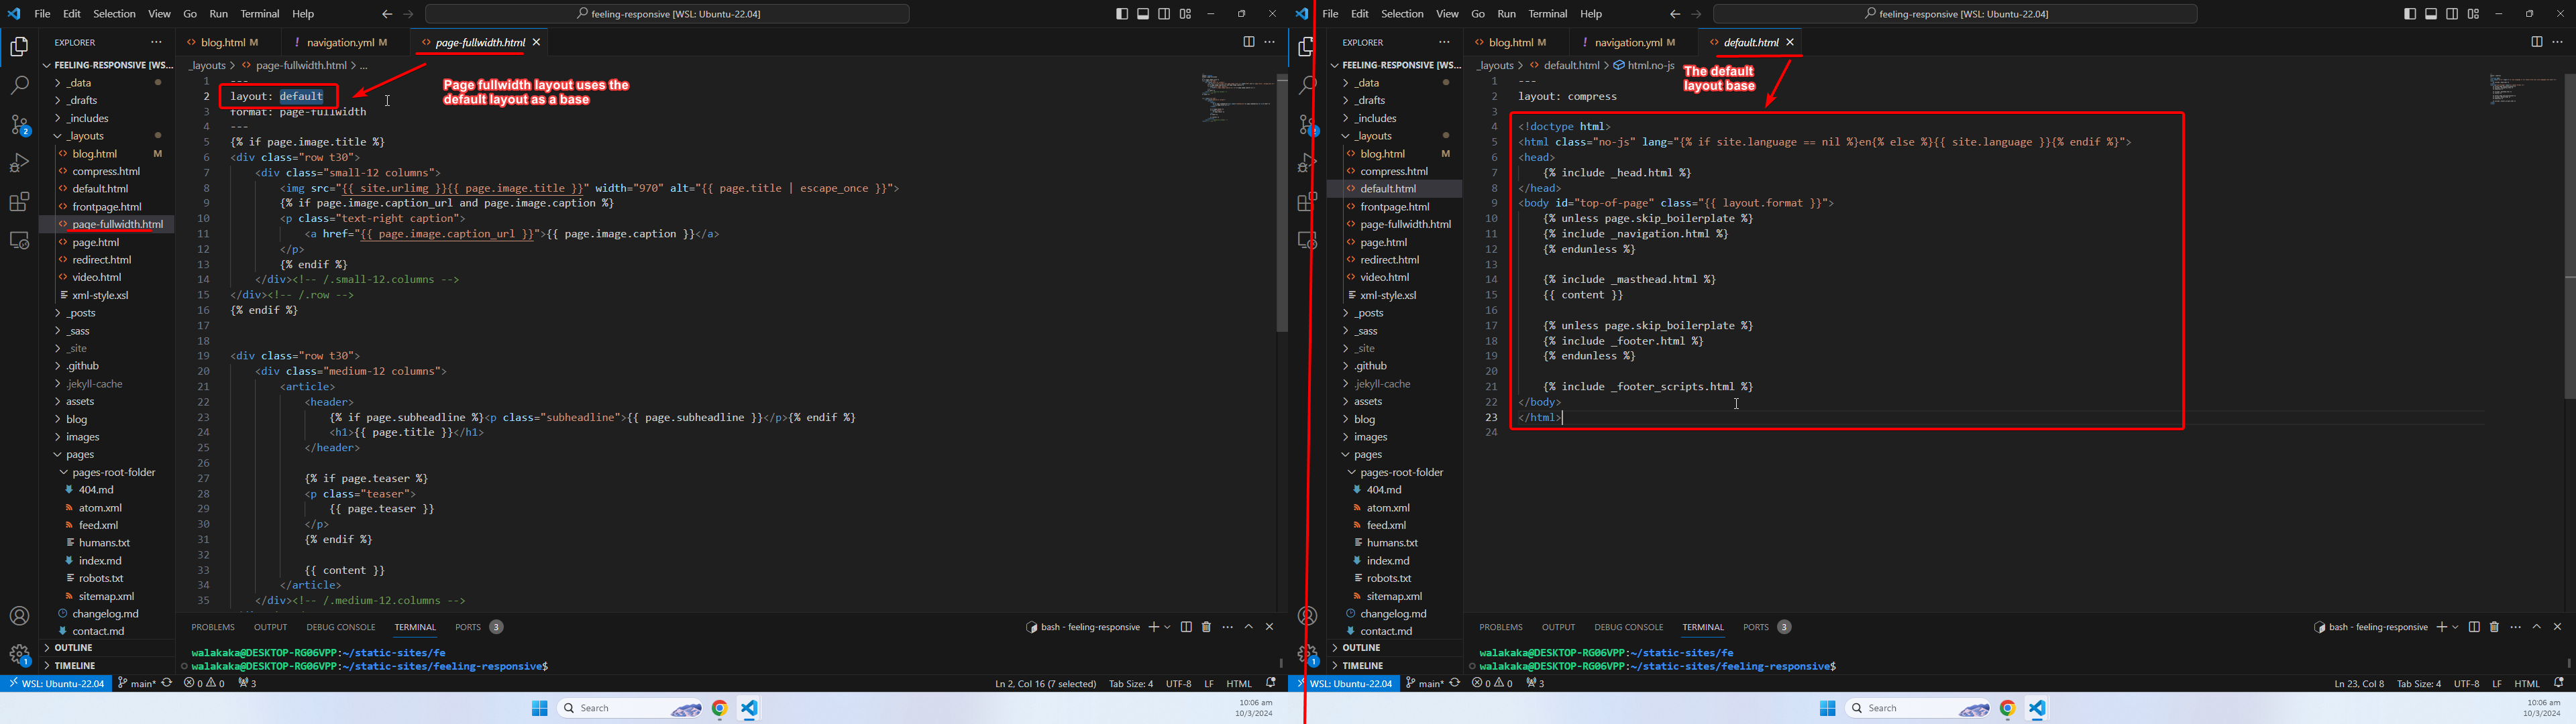 File Edit Selection View Go Run Terminal Help
feeling-responsive [WSL: Ubuntu-22.04]
EXPLORER
FEELING-RESPONSIVE [WS...
_data
_drafts
_includes
_layouts
blog.html M
compress.html
default.html
frontpage.html
page-fullwidth.html
page.html
redirect.html
video.html
xml-style.xsl
_posts
_sass
_site
.github
.jekyll-cache
assets
blog
images
pages
pages-root-folder
404.md
atom.xml
feed.xml
humans.txt
index.md
robots.txt
sitemap.xml
changelog.md
contact.md
OUTLINE
TIMELINE
2
1
blog.html M
navigation.yml M
page-fullwidth.html
_layouts > page-fullwidth.html > ...
Page fullwidth layout uses the
default layout as a base
1 ---
2 layout: default
3 format: page-fullwidth
4 ---
5 {% if page.image.title %}
6 <div class="row t30">
7 <div class="small-12 columns">
8 <img src="{{ site.urlimg }}{{ page.image.title }}" width="970" alt="{{ page.title | escape_once }}">
9 {% if page.image.caption_url and page.image.caption %}
10 <p class="text-right caption">
11 <a href="{{ page.image.caption_url }}">{{ page.image.caption }}</a>
12 </p>
13 {% endif %}
14 </div><!-- /.small-12.columns -->
15 </div><!-- /.row -->
16 {% endif %}
17
18
19 <div class="row t30">
20 <div class="medium-12 columns">
21 <article>
22 <header>
23 {% if page.subheadline %}<p class="subheadline">{{ page.subheadline }}</p>{% endif %}
24 <h1>{{ page.title }}</h1>
25 </header>
26
27 {% if page.teaser %}
28 <p class="teaser">
29 {{ page.teaser }}
30 </p>
31 {% endif %}
32
33 {{ content }}
34 </article>
35 </div><!-- /.medium-12.columns -->
PROBLEMS OUTPUT DEBUG CONSOLE TERMINAL PORTS 3
bash - feeling-responsive
walakaka@DESKTOP-RG06VPP:~/static-sites/fe
walakaka@DESKTOP-RG06VPP:~/static-sites/feeling-responsive$
WSL: Ubuntu-22.04 main* 0 0 3
Ln 2, Col 16 (7 selected) Tab Size: 4 UTF-8 LF HTML
Search
10:06 am
10/3/2024
File Edit Selection View Go Run Terminal Help
feeling-responsive [WSL: Ubuntu-22.04]
EXPLORER
FEELING-RESPONSIVE [WS...
_data
_drafts
_includes
_layouts
blog.html M
compress.html
default.html
frontpage.html
page-fullwidth.html
page.html
redirect.html
video.html
xml-style.xsl
_posts
_sass
_site
.github
.jekyll-cache
assets
blog
images
pages
pages-root-folder
404.md
atom.xml
feed.xml
humans.txt
index.md
robots.txt
sitemap.xml
changelog.md
contact.md
OUTLINE
TIMELINE
1
blog.html M
navigation.yml M
default.html
_layouts > default.html > html.no-js
The default
layout base
1 ---
2 layout: compress
3
4 <!doctype html>
5 <html class="no-js" lang="{% if site.language == nil %}en{% else %}{{ site.language }}{% endif %}">
6 <head>
7 {% include _head.html %}
8 </head>
9 <body id="top-of-page" class="{{ layout.format }}">
10 {% unless page.skip_boilerplate %}
11 {% include _navigation.html %}
12 {% endunless %}
13
14 {% include _masthead.html %}
15 {{ content }}
16
17 {% unless page.skip_boilerplate %}
18 {% include _footer.html %}
19 {% endunless %}
20
21 {% include _footer_scripts.html %}
22 </body>
23 </html>
24
PROBLEMS OUTPUT DEBUG CONSOLE TERMINAL PORTS 3
bash - feeling-responsive
walakaka@DESKTOP-RG06VPP:~/static-sites/fe
walakaka@DESKTOP-RG06VPP:~/static-sites/feeling-responsive$
WSL: Ubuntu-22.04 main* 0 0 3
Ln 23, Col 8 Tab Size: 4 UTF-8 LF HTML
Search
10:06 am
10/3/2024